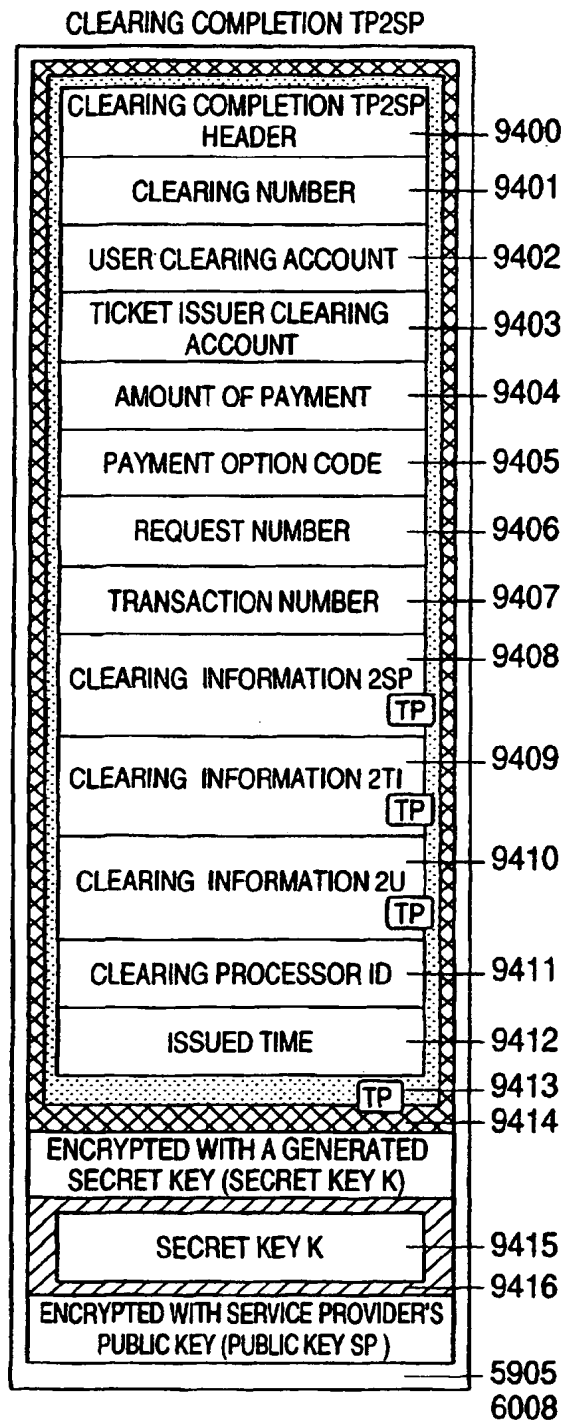 CLEARING COMPLETION TP2SP
CLEARING COMPLETION TP2SP
HEADER
9400
CLEARING NUMBER
9401
USER CLEARING ACCOUNT
9402
TICKET ISSUER CLEARING
ACCOUNT
9403
AMOUNT OF PAYMENT
9404
PAYMENT OPTION CODE
9405
REQUEST NUMBER
9406
TRANSACTION NUMBER
9407
CLEARING INFORMATION 2SP
9408
TP
CLEARING INFORMATION 2TI
9409
TP
CLEARING INFORMATION 2U
9410
TP
CLEARING PROCESSOR ID
9411
ISSUED TIME
9412
TP
9413
9414
ENCRYPTED WITH A GENERATED
SECRET KEY (SECRET KEY K)
SECRET KEY K
9415
9416
ENCRYPTED WITH SERVICE PROVIDER'S
PUBLIC KEY (PUBLIC KEY SP )
5905
6008